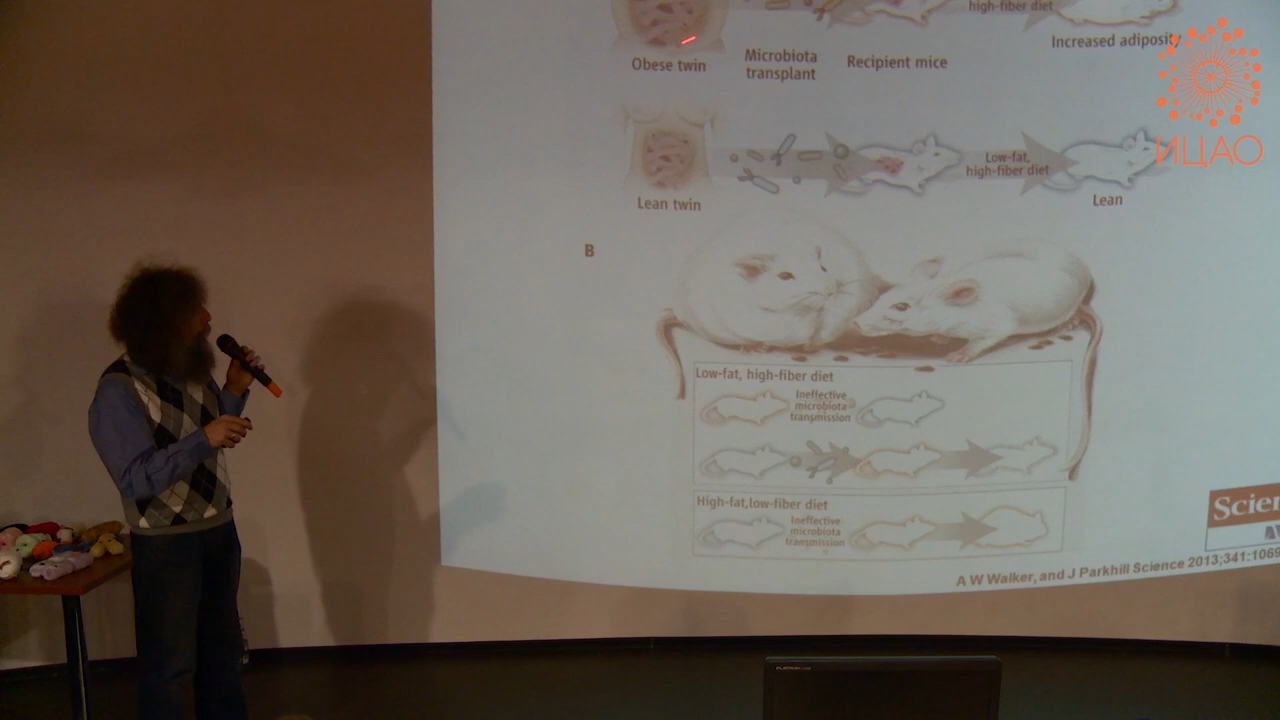 high-fiber diet
Increased adiposity
Obese twin
Microbiota
transplant
Recipient mice
ИЦАО
Low-fat,
high-fiber diet
Lean twin
Lean
B
Low-fat, high-fiber diet
Ineffective
microbiota
transmission
High-fat,low-fiber diet
Ineffective
microbiota
transmission
Scien
A W Walker, and J Parkhill Science 2013;341:1069